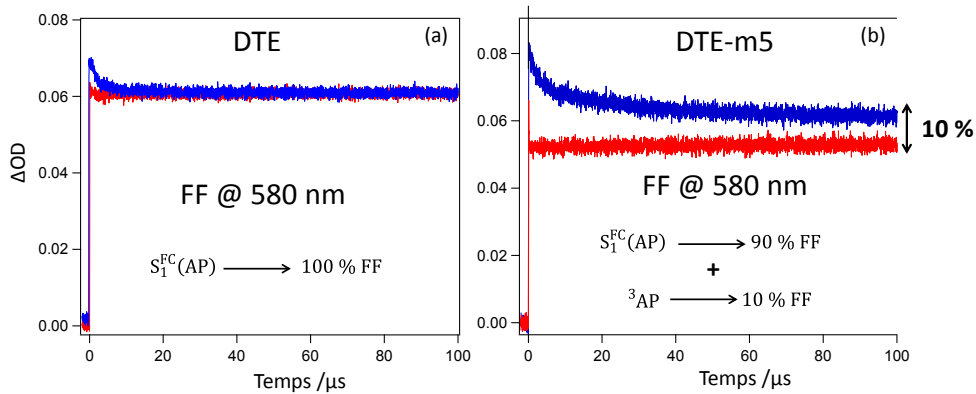 DTE
(a)
0.08
0.06
0.04
0.02
0.00
ΔOD
FF @ 580 nm
S₁ᶠᶜ(AP) ⟶ 100 % FF
0 20 40 60 80 100
Temps /µs
DTE-m5
(b)
0.08
0.06
0.04
0.02
0.00
10 %
FF @ 580 nm
S₁ᶠᶜ(AP) ⟶ 90 % FF
+
³AP ⟶ 10 % FF
0 20 40 60 80 100
Temps /µs